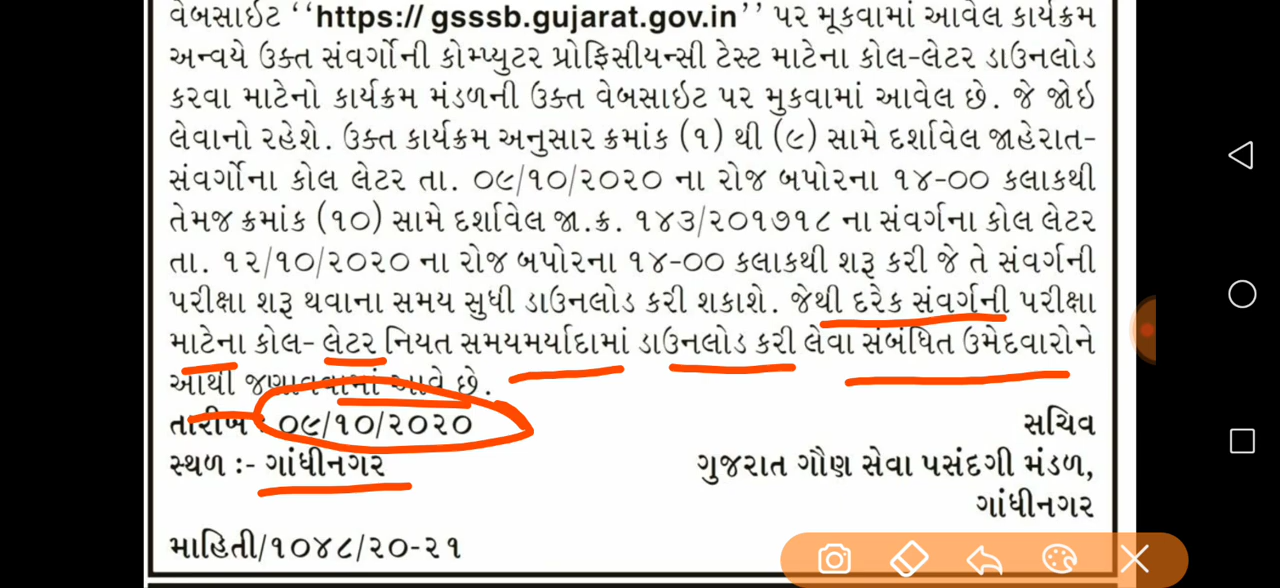 વેબસાઇટ ‘‘https:// gsssb.gujarat.gov.in’’ પર મૂકવામાં આવેલ કાર્યક્રમ
અન્વયે ઉક્ત સંવર્ગોની કોમ્પ્યુટર પ્રોફિસીયન્સી ટેસ્ટ માટેના કોલ-લેટર ડાઉનલોડ
કરવા માટેનો કાર્યક્રમ મંડળની ઉક્ત વેબસાઇટ પર મુકવામાં આવેલ છે. જે જોઇ
લેવાનો રહેશે. ઉક્ત કાર્યક્રમ અનુસાર ક્રમાંક (૧) થી (૯) સામે દર્શાવેલ જાહેરાત-
સંવર્ગોના કોલ લેટર તા. ૦૯/૧૦/૨૦૨૦ ના રોજ બપોરના ૧૪-૦૦ કલાકથી
તેમજ ક્રમાંક (૧૦) સામે દર્શાવેલ જા.ક્ર. ૧૪૩/૨૦૧૭૧૮ ના સંવર્ગના કોલ લેટર
તા. ૧૨/૧૦/૨૦૨૦ ના રોજ બપોરના ૧૪-૦૦ કલાકથી શરૂ કરી જે તે સંવર્ગની
પરીક્ષા શરૂ થવાના સમય સુધી ડાઉનલોડ કરી શકાશે. જેથી દરેક સંવર્ગની પરીક્ષા
માટેના કોલ- લેટર નિયત સમયમર્યાદામાં ડાઉનલોડ કરી લેવા સંબંધિત ઉમેદવારોને
આથી જણાવવામાં આવે છે.
તારીખ : ૦૯/૧૦/૨૦૨૦ સચિવ
સ્થળ :- ગાંધીનગર ગુજરાત ગૌણ સેવા પસંદગી મંડળ,
ગાંધીનગર
માહિતી/૧૦૪૮/૨૦-૨૧